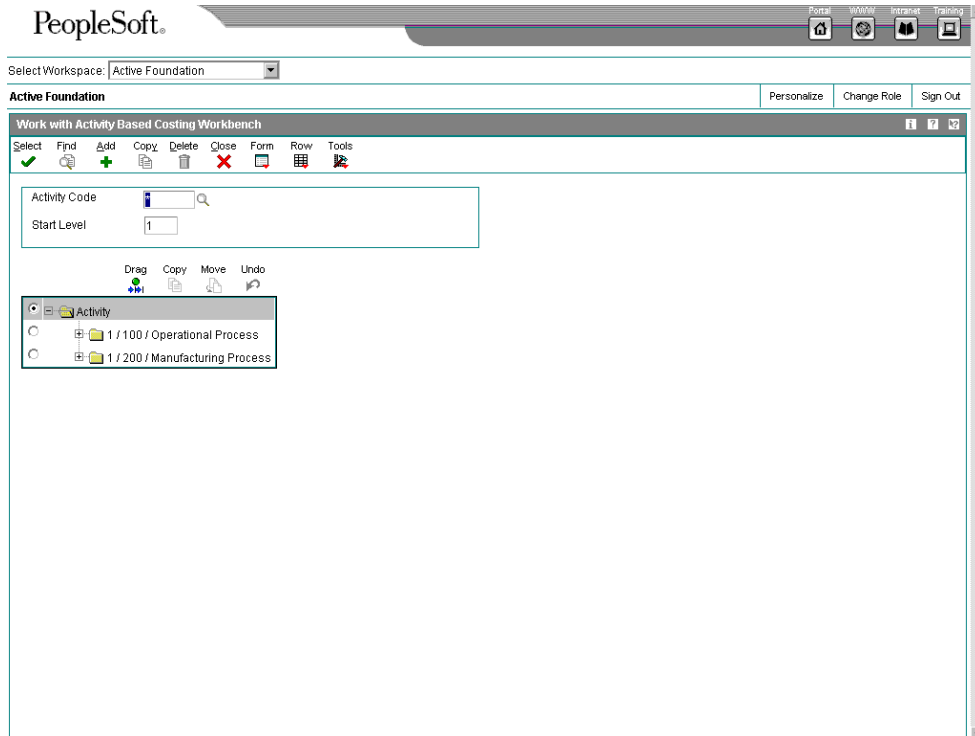 Portal WWW Intranet Training
PeopleSoft.
Select Workspace: Active Foundation
Active Foundation Personalize Change Role Sign Out
Work with Activity Based Costing Workbench
Select Find Add Copy Delete Close Form Row Tools
Activity Code *
Start Level 1
Drag Copy Move Undo
Activity
1 / 100 / Operational Process
1 / 200 / Manufacturing Process